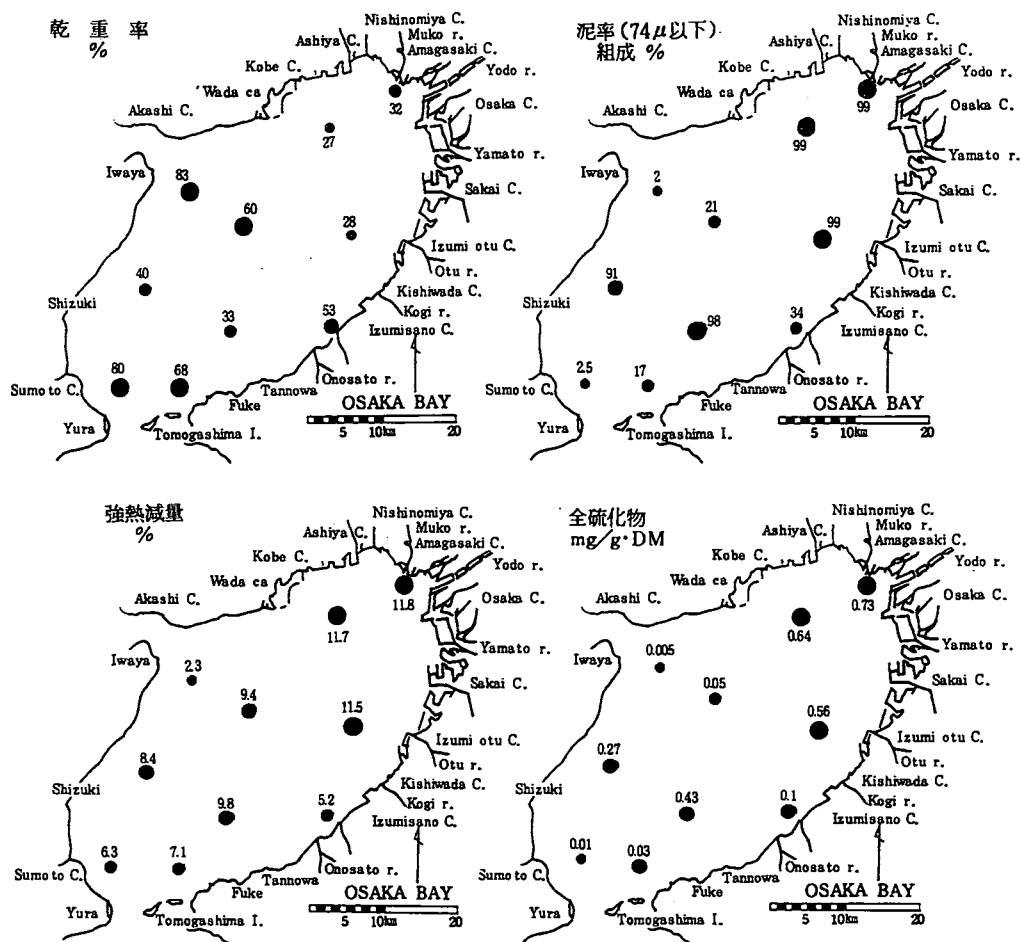 乾重率
%
Nishinomiya C.
Muko r.
Amagasaki C.
Ashiya C.
Yodo r.
Kobe C.
Osaka C.
Wada ca
32
Akashi C.
27
Yamato r.
Iwaya
83
Sakai C.
60
28
Izumi otu C.
Otu r.
40
Kishiwada C.
Shizuki
Kogi r.
33
53
Izumisano C.
80
68
Sumoto C.
Onosato r.
Tannowa
Fuke
OSAKA BAY
Yura
Tomogashima I.
5 10km 20
泥率(74μ以下)
組成 %
Nishinomiya C.
Muko r.
Amagasaki C.
Ashiya C.
Yodo r.
Kobe C.
Osaka C.
Wada ca
99
Akashi C.
99
Yamato r.
Iwaya
2
Sakai C.
21
99
Izumi otu C.
Otu r.
91
Kishiwada C.
Shizuki
Kogi r.
98
34
Izumisano C.
2.5
17
Sumoto C.
Onosato r.
Tannowa
Fuke
OSAKA BAY
Yura
Tomogashima I.
5 10km 20
強熱減量
%
Nishinomiya C.
Muko r.
Amagasaki C.
Ashiya C.
Yodo r.
Kobe C.
Osaka C.
Wada ca
11.8
Akashi C.
11.7
Yamato r.
Iwaya
2.3
Sakai C.
9.4
11.5
Izumi otu C.
Otu r.
8.4
Kishiwada C.
Shizuki
Kogi r.
9.8
5.2
Izumisano C.
6.3
7.1
Sumoto C.
Onosato r.
Tannowa
Fuke
OSAKA BAY
Yura
Tomogashima I.
5 10km 20
全硫化物
mg/g・DM
Nishinomiya C.
Muko r.
Amagasaki C.
Ashiya C.
Yodo r.
Kobe C.
Osaka C.
Wada ca
0.73
Akashi C.
0.64
Yamato r.
Iwaya
0.005
Sakai C.
0.05
0.56
Izumi otu C.
Otu r.
0.27
Kishiwada C.
Shizuki
Kogi r.
0.43
0.1
Izumisano C.
0.01
0.03
Sumoto C.
Onosato r.
Tannowa
Fuke
OSAKA BAY
Yura
Tomogashima I.
5 10km 20